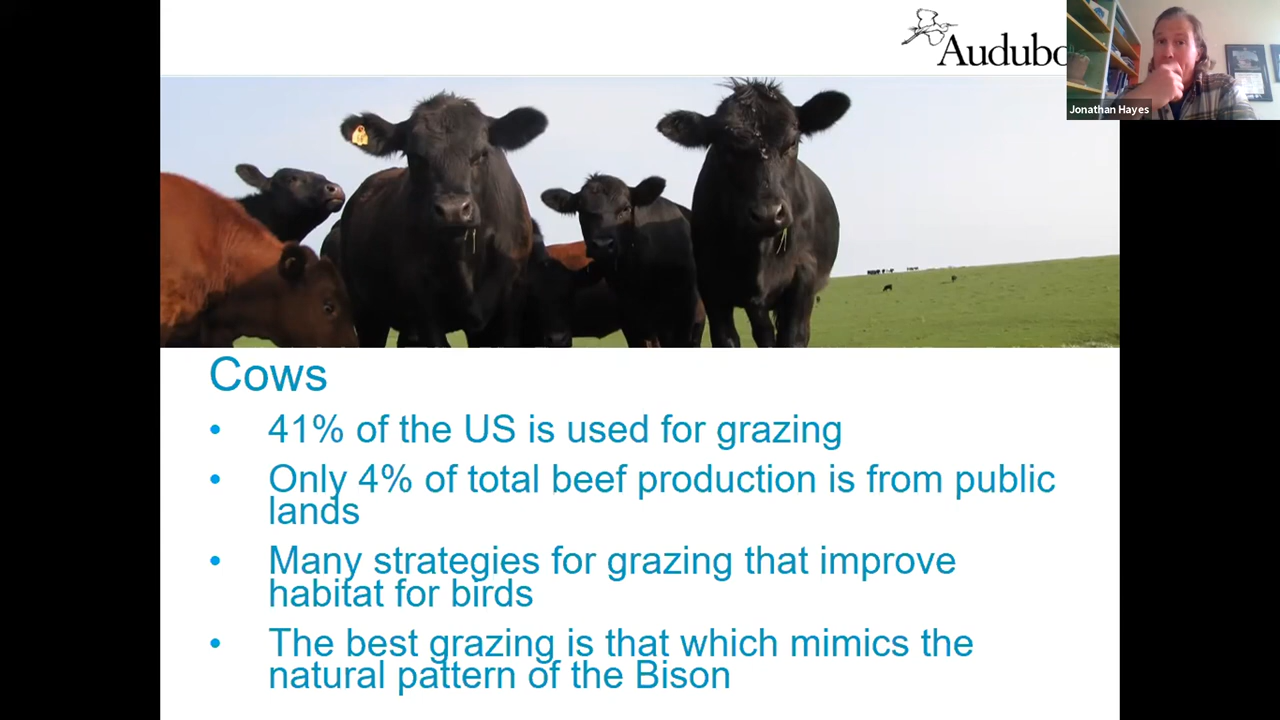 Audubo
Jonathan Hayes
Cows
• 41% of the US is used for grazing
• Only 4% of total beef production is from public
lands
• Many strategies for grazing that improve
habitat for birds
• The best grazing is that which mimics the
natural pattern of the Bison